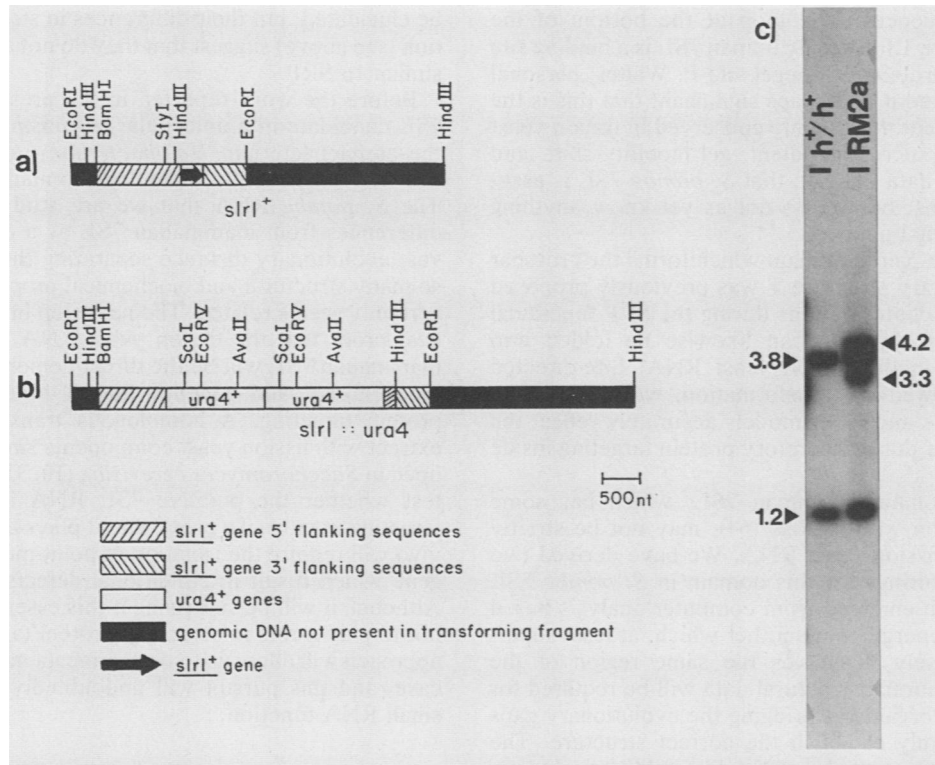 c)
h+/h+
RM2a
EcoRI
HindIII
BamHI
StyI
HindIII
EcoRI
HindIII
a)
slrI+
EcoRI
HindIII
BamHI
ScaI
EcoRV
AvaIII
ScaI
EcoRV
AvaIII
HindIII
EcoRI
HindIII
b)
ura4+
ura4+
slrI::ura4
500nt
slrI+ gene 5' flanking sequences
slrI+ gene 3' flanking sequences
ura4+ genes
genomic DNA not present in transforming fragment
slrI+ gene
3.8
4.2
3.3
1.2